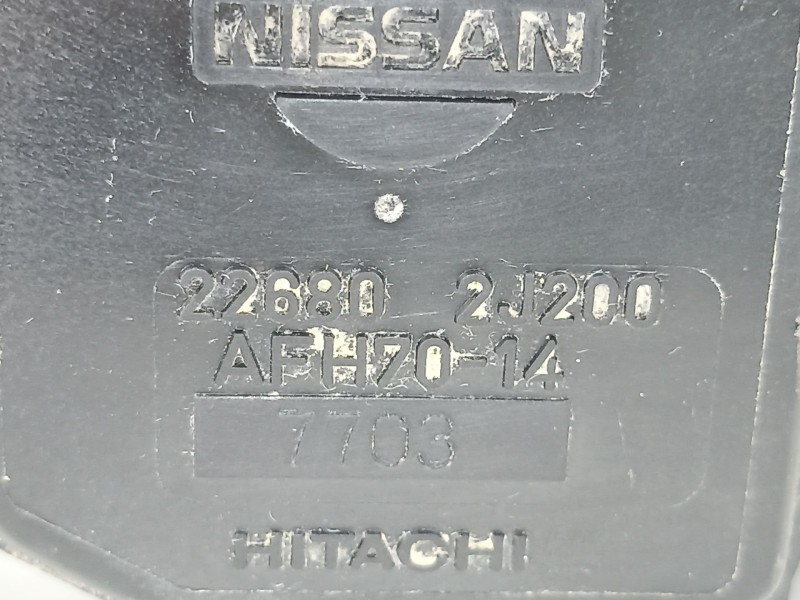 NISSAN
22680 2J200
AFH70-14
7703
HITACHI